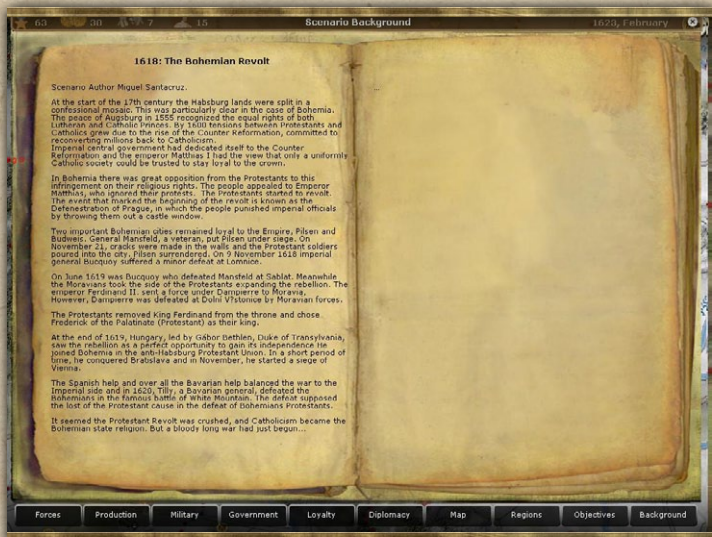 63 30 7 15 Scenario Background 1620, February
1618: The Bohemian Revolt
Scenario Author Miguel Santacruz.
At the start of the 17th century the Habsburg lands were split in a
confessional mosaic. This was particularly clear in the case of Bohemia.
The peace of Augsburg in 1555 recognized the equal rights of both
Lutheran and Catholic Princes. By 1600 tensions between Protestants and
Catholics grew due to the rise of the Counter Reformation, committed to
reconverting millions back to Catholicism.
Imperial central government had dedicated itself to the Counter
Reformation and the emperor Matthias I had the view that only a uniformly
Catholic society could be trusted to stay loyal to the crown.
In Bohemia there was great opposition from the Protestants to this
infringement on their religious rights. The people appealed to Emperor
Matthias, who ignored their protests. The Protestants started to revolt.
The event that marked the beginning of the revolt is known as the
Defenestration of Prague, in which the people punished imperial officials
by throwing them out a castle window.
Two important Bohemian cities remained loyal to the Empire, Pilsen and
Budweis. General Mansfeld, a veteran, put Pilsen under siege. On
November 21, cracks were made in the walls and the Protestant soldiers
poured into the city, Pilsen surrendered. On 9 November 1618 imperial
general Bucquoy suffered a minor defeat at Lomnice.
On June 1619 was Bucquoy who defeated Mansfeld at Sablat. Meanwhile
the Moravians took the side of the Protestants expanding the rebellion. The
emperor Ferdinand II. sent a force under Dampierre to Moravia,
However, Dampierre was defeated at Dolní V?stonice by Moravian forces.
The Protestants removed King Ferdinand from the throne and chose
Frederick of the Palatinate (Protestant) as their king.
At the end of 1619, Hungary, led by Gábor Bethlen, Duke of Transylvania,
saw the rebellion as a perfect opportunity to gain its independence He
joined Bohemia in the anti-Habsburg Protestant Union. In a short period of
time, he conquered Bratislava and in November, he started a siege of
Vienna.
The Spanish help and over all the Bavarian help balanced the war to the
Imperial side and in 1620, Tilly, a Bavarian general, defeated the
Bohemians in the famous battle of White Mountain. The defeat supposed
the lost of the Protestant cause in the defeat of Bohemians Protestants.
It seemed the Protestant Revolt was crushed, and Catholicism became the
Bohemian state religion. But a bloody long war had just begun...
Forces Production Military Government Loyalty Diplomacy Map Regions Objectives Background